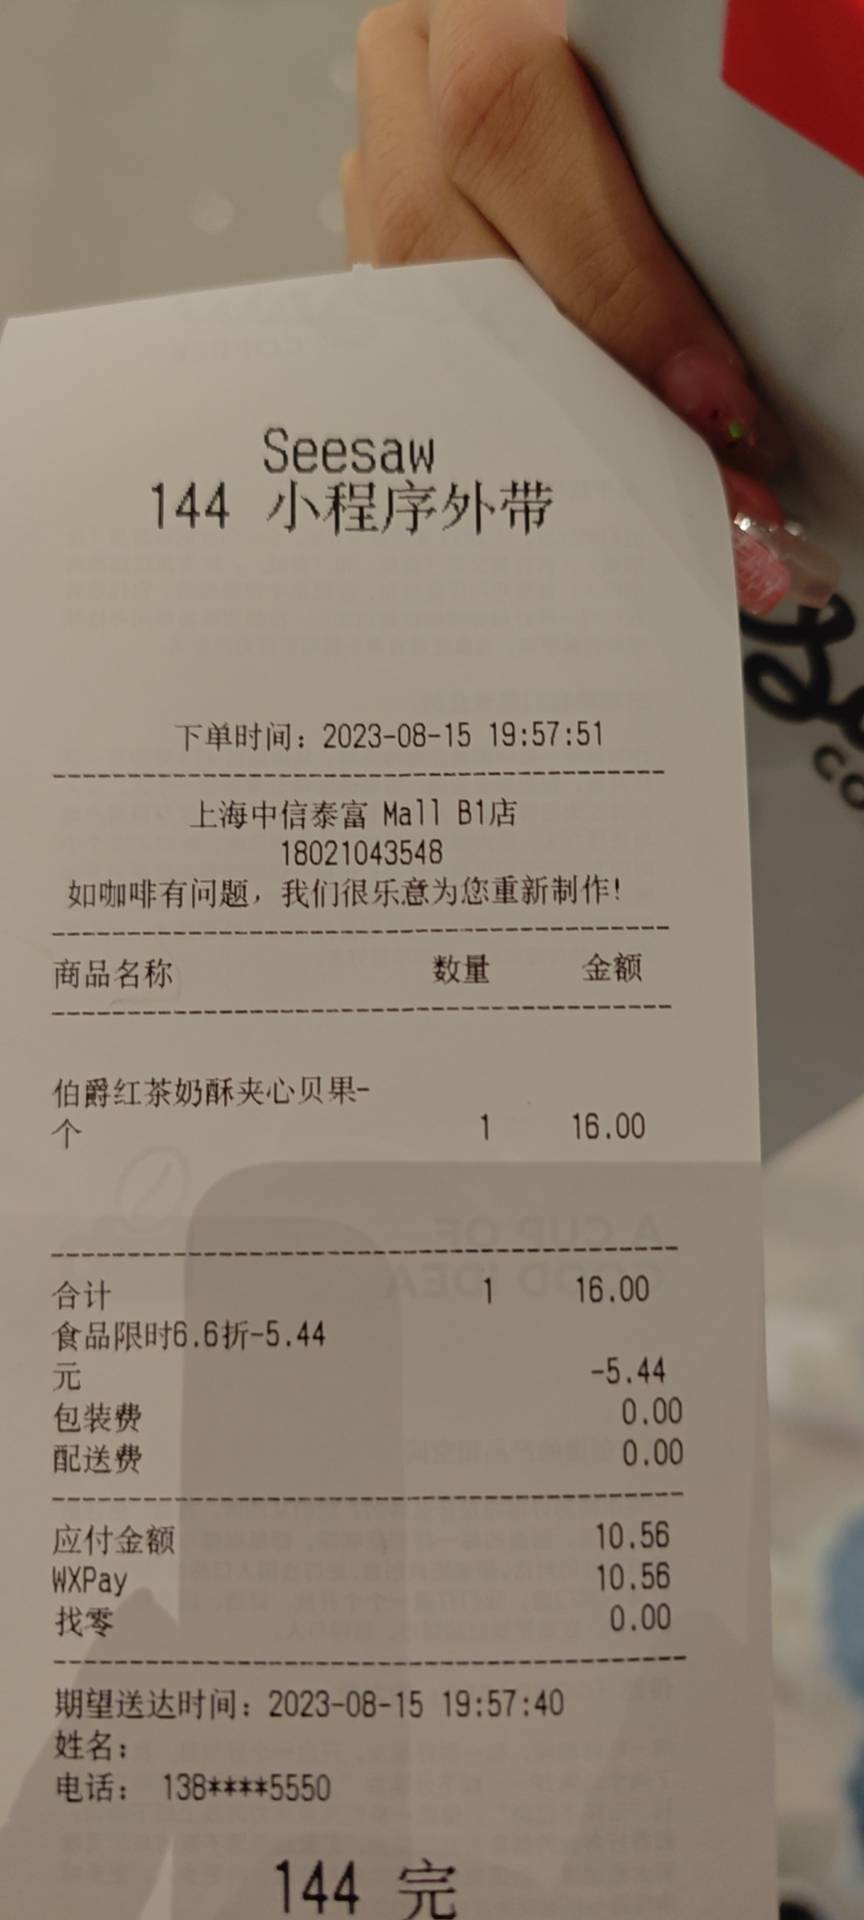 Seesaw
144 小程序外带
下单时间：2023-08-15 19:57:51
上海中信泰富 Mall B1店
18021043548
如咖啡有问题，我们很乐意为您重新制作!
商品名称 数量 金额
伯爵红茶奶酥夹心贝果-
个 1 16.00
A CUP OF
GOOD IDEA
合计 1 16.00
食品限时6.6折-5.44
元 -5.44
包装费 0.00
配送费 0.00
应付金额 10.56
WXPay 10.56
找零 0.00
期望送达时间：2023-08-15 19:57:40
姓名：
电话： 138****5550
144 完